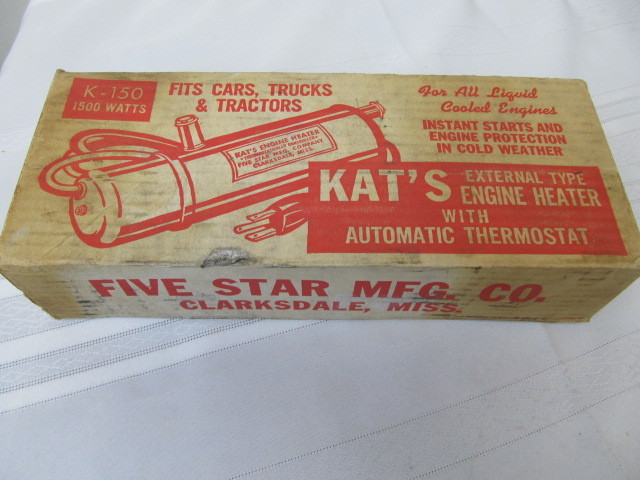 K-150
1500 WATTS
FITS CARS, TRUCKS
& TRACTORS
For All Liquid
Cooled Engines
INSTANT STARTS AND
ENGINE PROTECTION
IN COLD WEATHER
KAT'S ENGINE HEATER
FIVE STAR MFG. COMPANY
CLARKSDALE, MISS.
KAT'S EXTERNAL TYPE
ENGINE HEATER
WITH
AUTOMATIC THERMOSTAT
FIVE STAR MFG. CO.
CLARKSDALE, MISS.